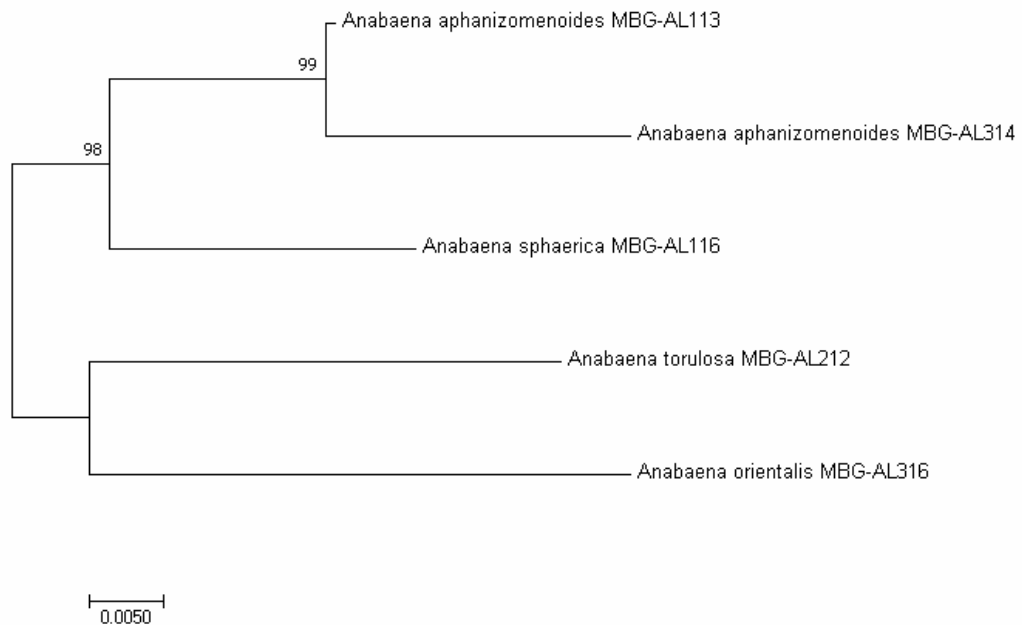 Anabaena aphanizomenoides MBG-AL113
99
Anabaena aphanizomenoides MBG-AL314
98
Anabaena sphaerica MBG-AL116
Anabaena torulosa MBG-AL212
Anabaena orientalis MBG-AL316
0.0050